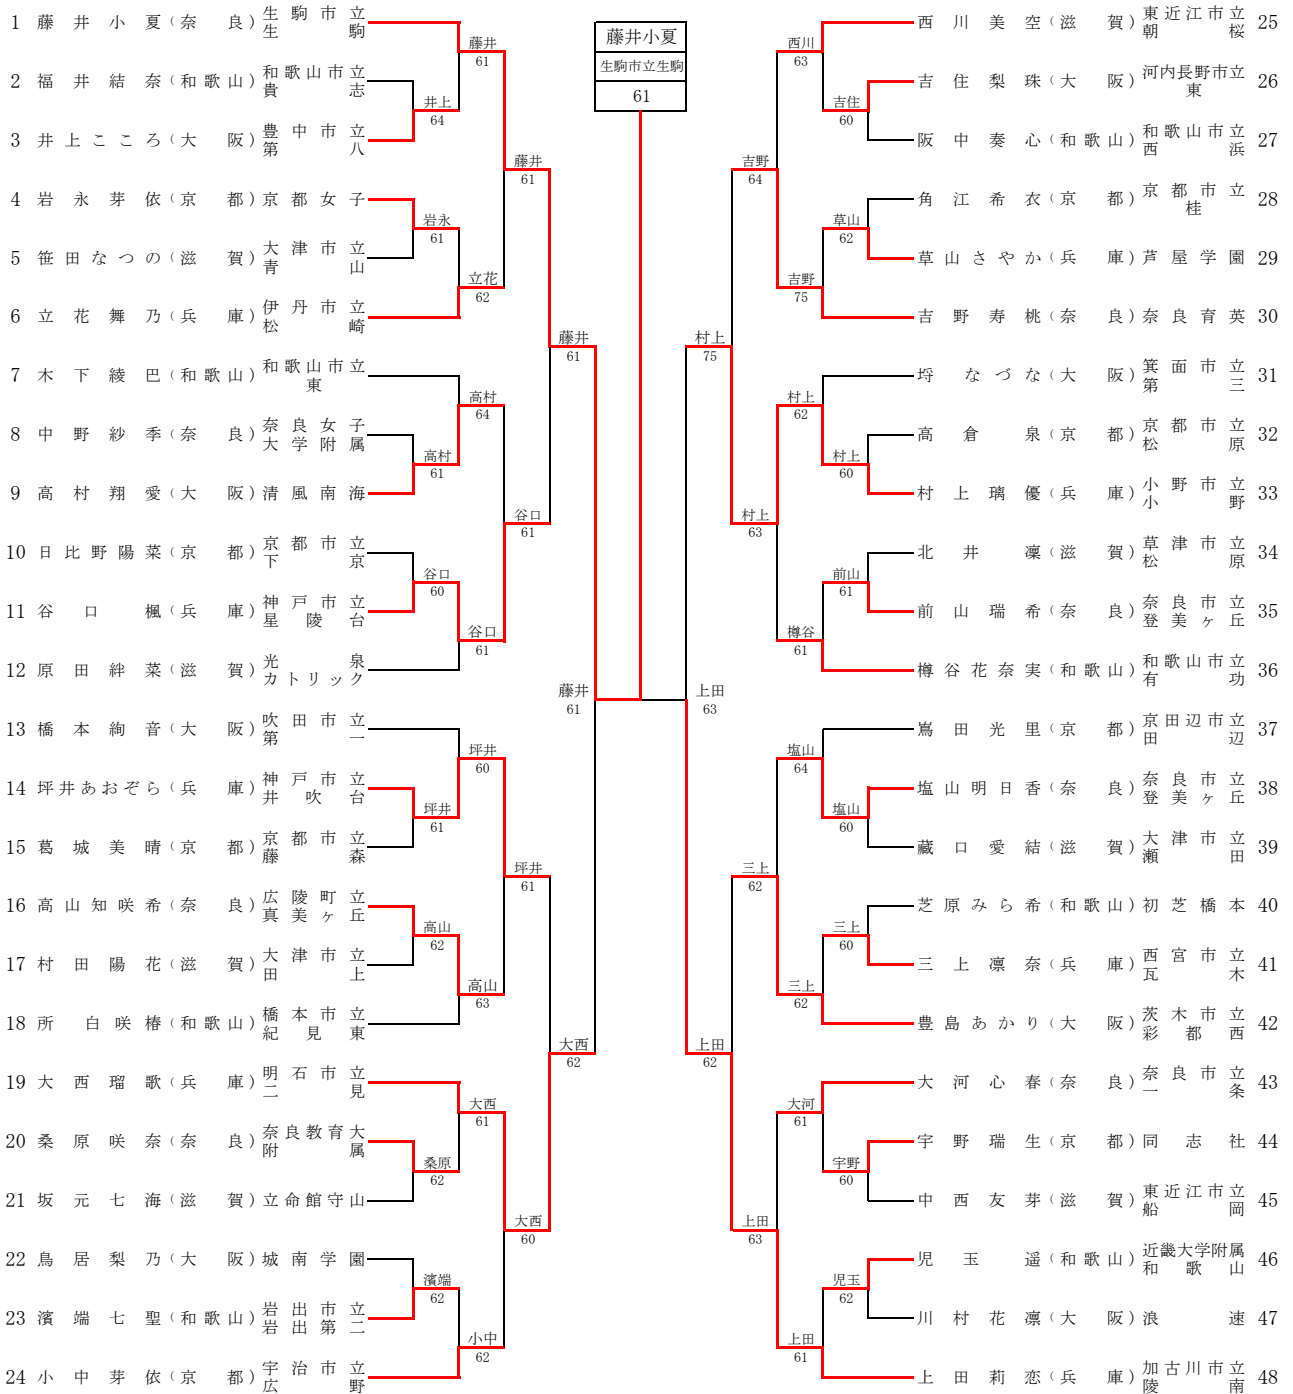 藤井小夏
生駒市立生駒
61
1 藤井小夏（奈良）生駒市立生駒
2 福井結奈（和歌山）和歌山市立貴志
3 井上こころ（大阪）豊中市立第八
4 岩永芽依（京都）京都女子
5 笹田なつの（滋賀）大津市立青山
6 立花舞乃（兵庫）伊丹市立松崎
7 木下綾巴（和歌山）和歌山市立東
8 中野紗季（奈良）奈良女子大学附属
9 高村翔愛（大阪）清風南海
10 日比野陽菜（京都）京都市立下京
11 谷口楓（兵庫）神戸市立星陵台
12 原田絆菜（滋賀）光泉カトリック
13 橋本絢音（大阪）吹田市立第一
14 坪井あおぞら（兵庫）神戸市立井吹台
15 葛城美晴（京都）京都市立藤森
16 高山知咲希（奈良）広陵町立真美ヶ丘
17 村田陽花（滋賀）大津市立田上
18 所白咲椿（和歌山）橋本市立紀見東
19 大西瑠歌（兵庫）明石市立二見
20 桑原咲奈（奈良）奈良教育大附属
21 坂元七海（滋賀）立命館守山
22 鳥居梨乃（大阪）城南学園
23 濱端七聖（和歌山）岩出市立岩出第二
24 小中芽依（京都）宇治市立広野
井上
64
岩永
61
高村
61
谷口
60
坪井
61
高山
62
桑原
62
濱端
62
藤井
61
立花
62
高村
64
谷口
61
坪井
60
高山
63
大西
61
小中
62
藤井
61
谷口
61
坪井
61
大西
60
藤井
61
大西
62
藤井
61
上田
63
村上
75
上田
62
吉野
64
村上
63
三上
62
上田
63
西川
63
吉野
75
村上
62
樽谷
61
塩山
64
三上
62
大河
61
上田
61
吉住
60
草山
62
村上
60
前山
61
塩山
60
三上
60
宇野
60
児玉
62
西川美空（滋賀）東近江市立朝桜 25
吉住梨珠（大阪）河内長野市立東 26
阪中奏心（和歌山）和歌山市立西浜 27
角江希衣（京都）京都市立桂 28
草山さやか（兵庫）芦屋学園 29
吉野寿桃（奈良）奈良育英 30
埒なづな（大阪）箕面市立第三 31
高倉泉（京都）京都市立松原 32
村上璃優（兵庫）小野市立小野 33
北井凜（滋賀）草津市立松原 34
前山瑞希（奈良）奈良市立登美ヶ丘 35
樽谷花奈実（和歌山）和歌山市立有功 36
嶌田光里（京都）京田辺市立田辺 37
塩山明日香（奈良）奈良市立登美ヶ丘 38
藏口愛結（滋賀）大津市立瀬田 39
芝原みら希（和歌山）初芝橋本 40
三上凛奈（兵庫）西宮市立瓦木 41
豊島あかり（大阪）茨木市立彩都西 42
大河心春（奈良）奈良市立一条 43
宇野瑞生（京都）同志社 44
中西友芽（滋賀）東近江市立船岡 45
児玉遥（和歌山）近畿大学附属和歌山 46
川村花凛（大阪）浪速 47
上田莉恋（兵庫）加古川市立陵南 48